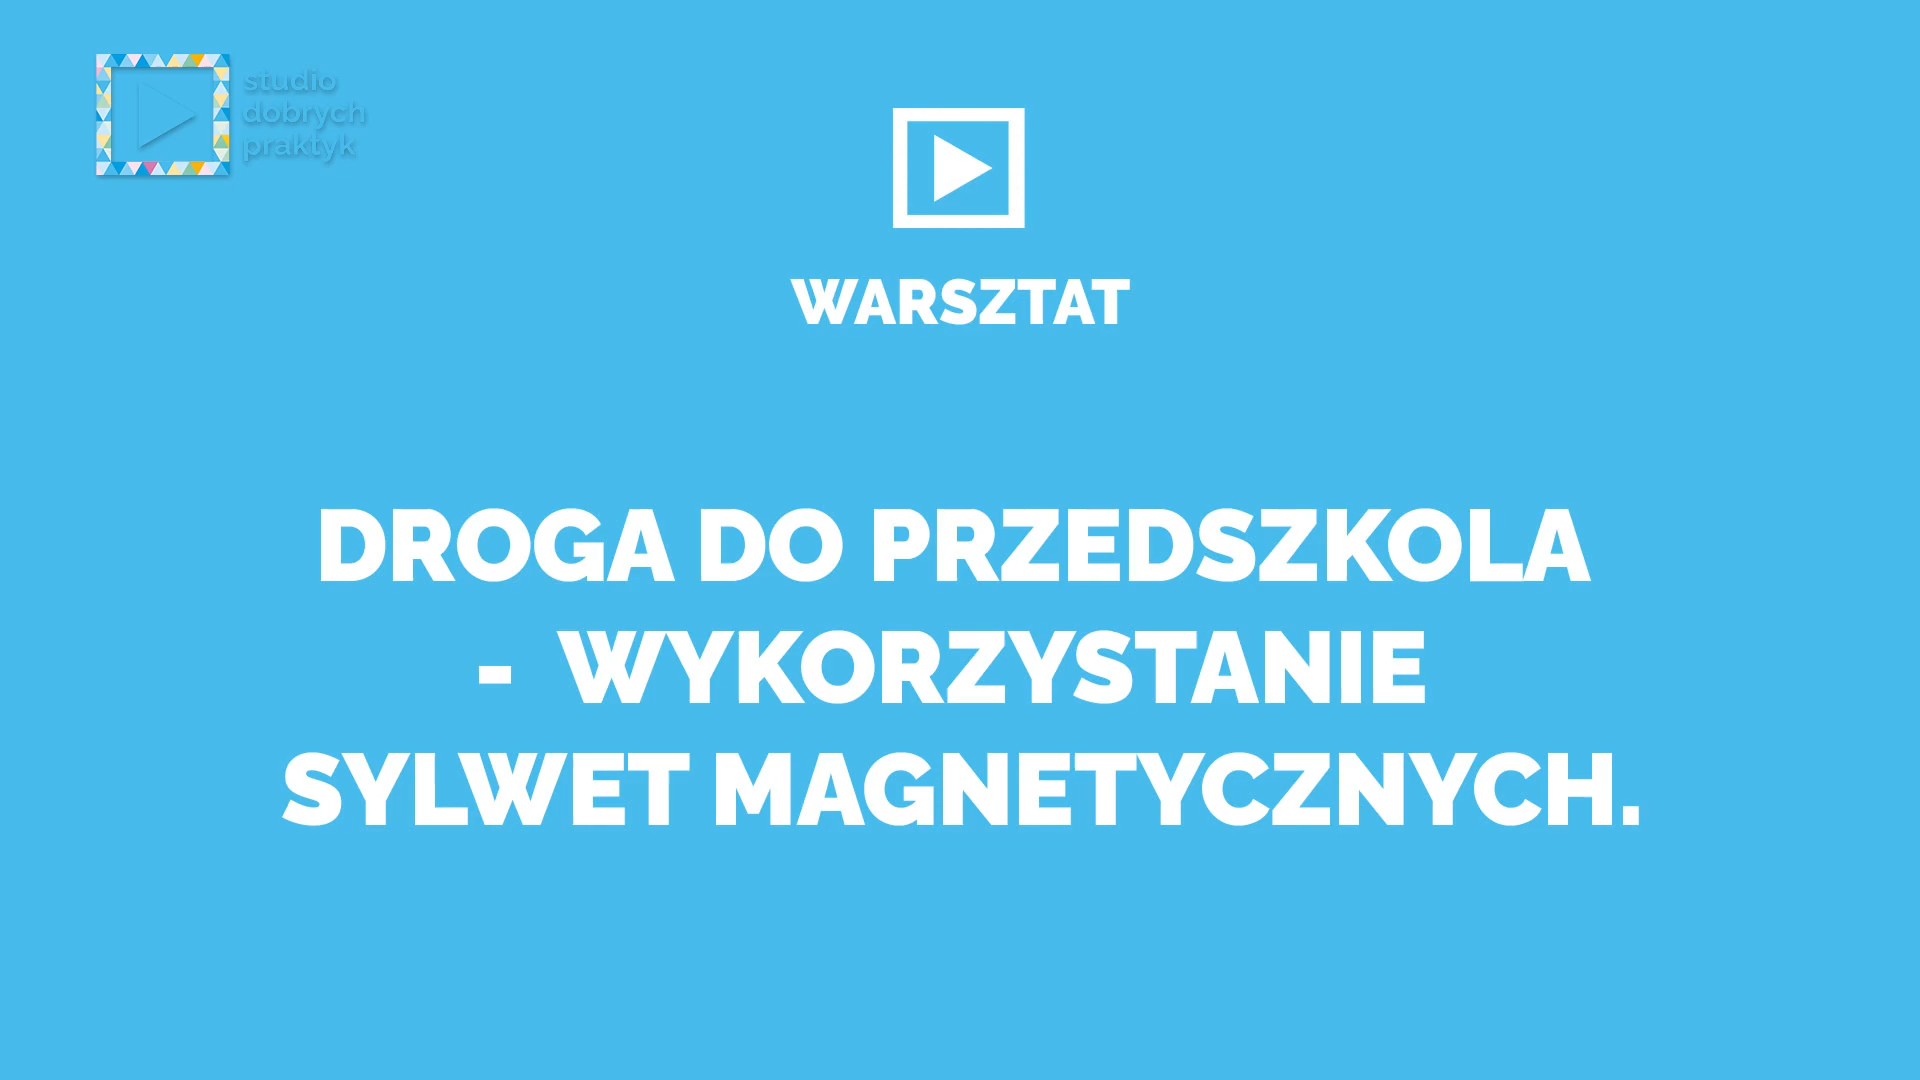 studio
dobrych
praktyk
WARSZTAT
DROGA DO PRZEDSZKOLA
- WYKORZYSTANIE
SYLWET MAGNETYCZNYCH.